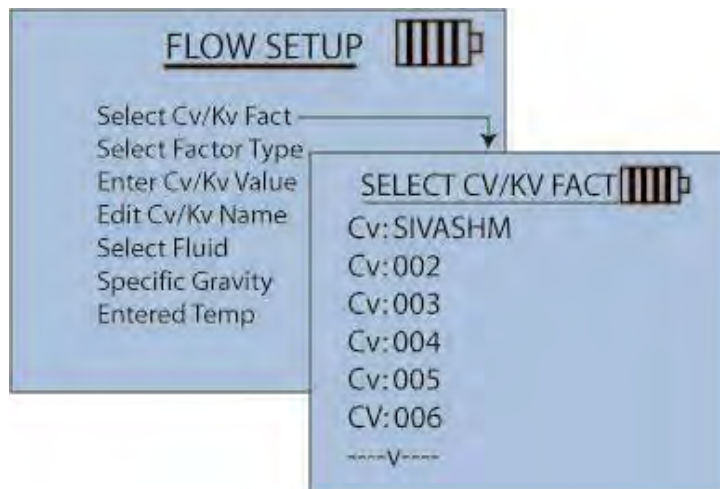 FLOW SETUP
Select Cv/Kv Fact
Select Factor Type
Enter Cv/Kv Value
Edit Cv/Kv Name
Select Fluid
Specific Gravity
Entered Temp
SELECT CV/KV FACT
Cv: SIVASHM
Cv: 002
Cv: 003
Cv: 004
Cv: 005
CV: 006
----v----